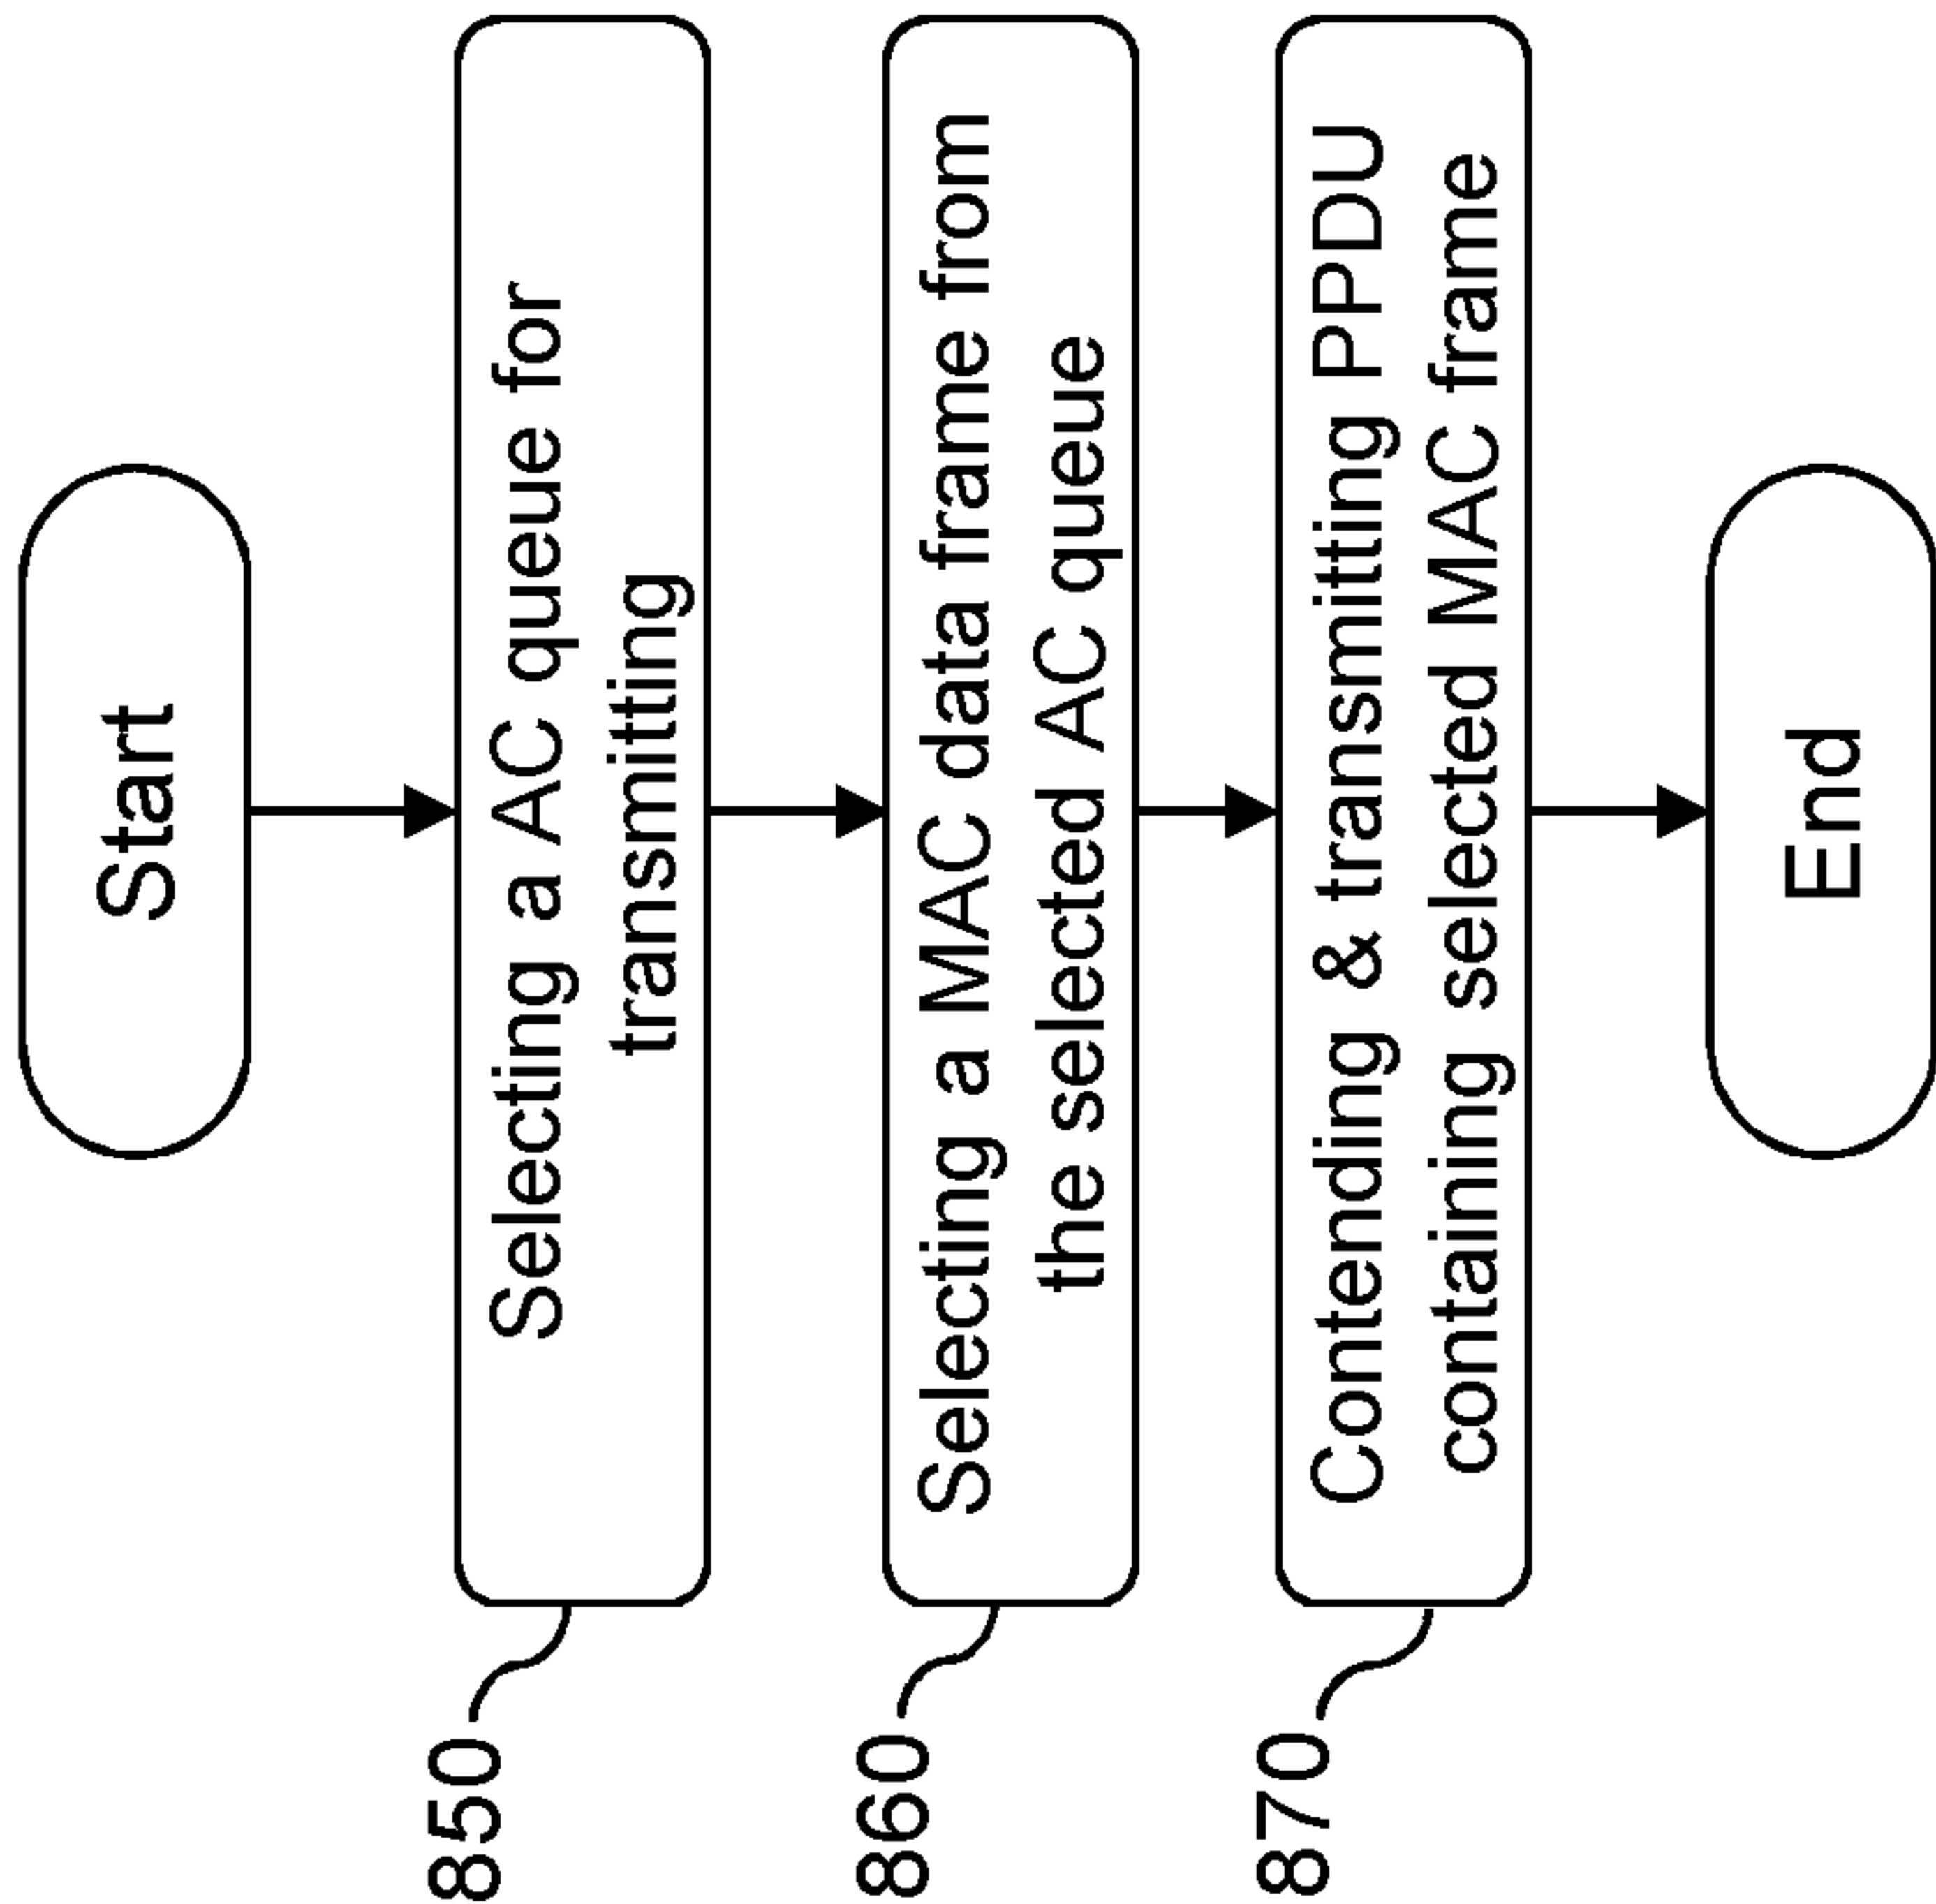 Start
850
Selecting a AC queue for
transmitting
860
Selecting a MAC data frame from
the selected AC queue
870
Contending & transmitting PPDU
containing selected MAC frame
End